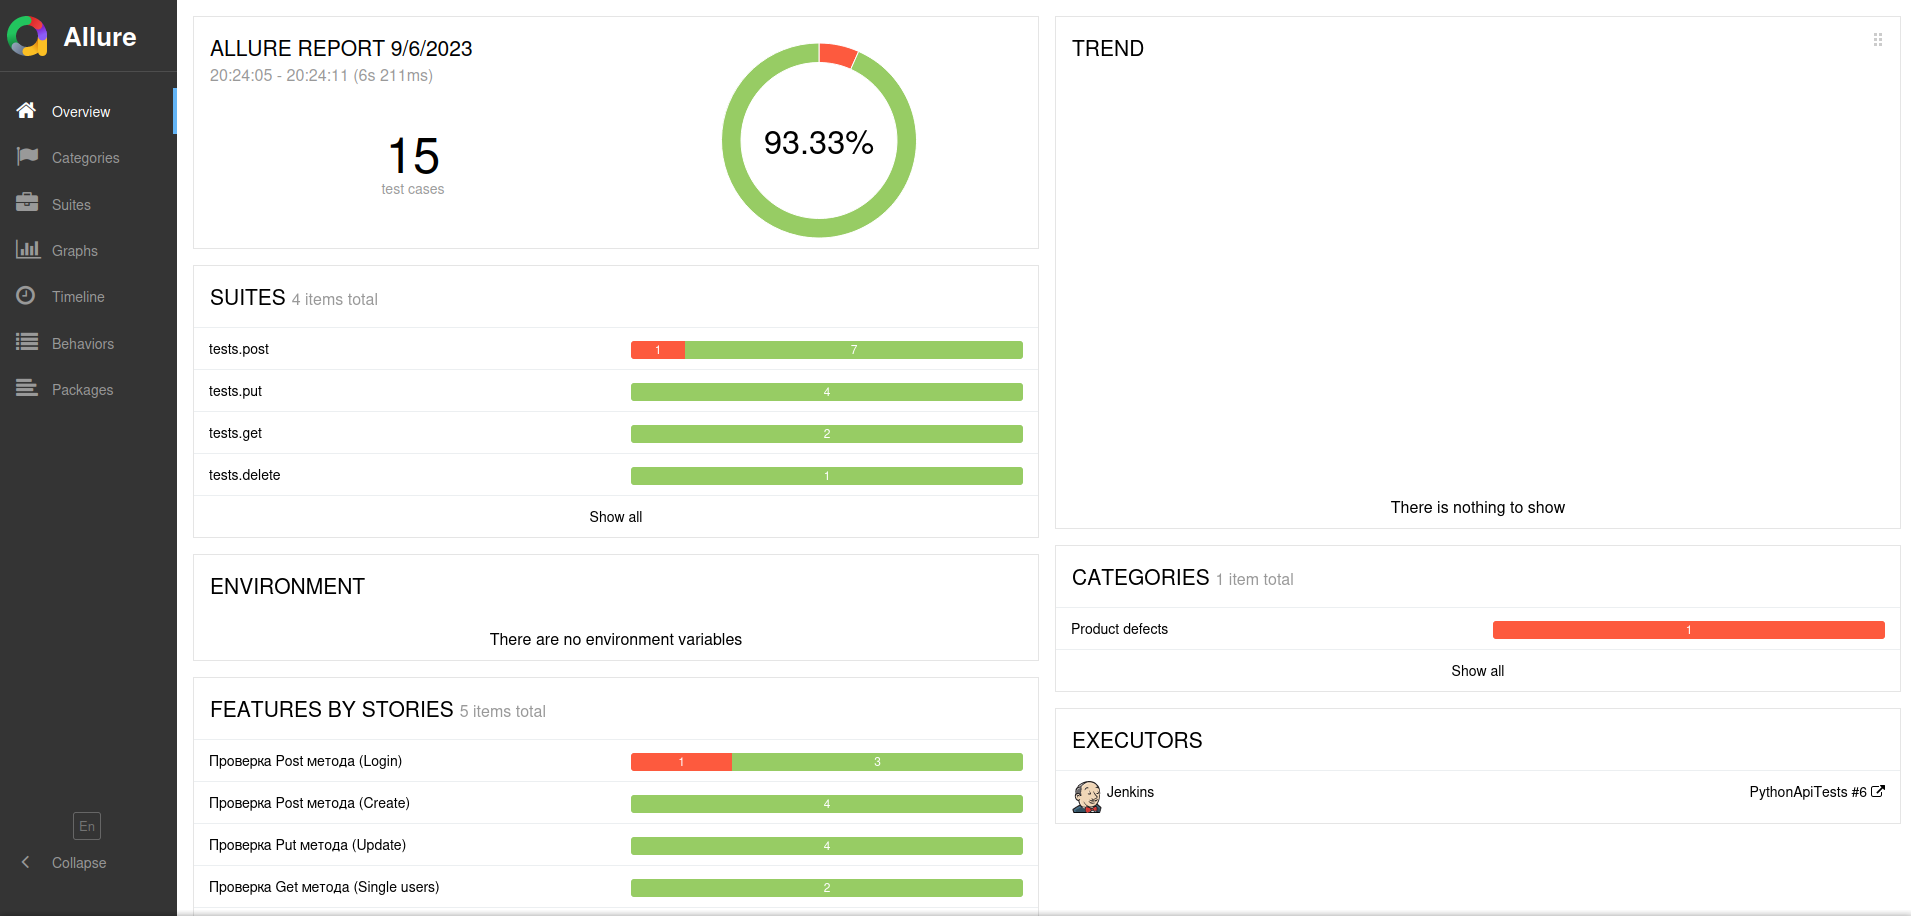 Allure
Overview
Categories
Suites
Graphs
Timeline
Behaviors
Packages
En
Collapse
ALLURE REPORT 9/6/2023
20:24:05 - 20:24:11 (6s 211ms)
15
test cases
93.33%
SUITES 4 items total
tests.post 1 7
tests.put 4
tests.get 2
tests.delete 1
Show all
ENVIRONMENT
There are no environment variables
FEATURES BY STORIES 5 items total
Проверка Post метода (Login) 1 3
Проверка Post метода (Create) 4
Проверка Put метода (Update) 4
Проверка Get метода (Single users) 2
TREND
There is nothing to show
CATEGORIES 1 item total
Product defects 1
Show all
EXECUTORS
Jenkins PythonApiTests #6